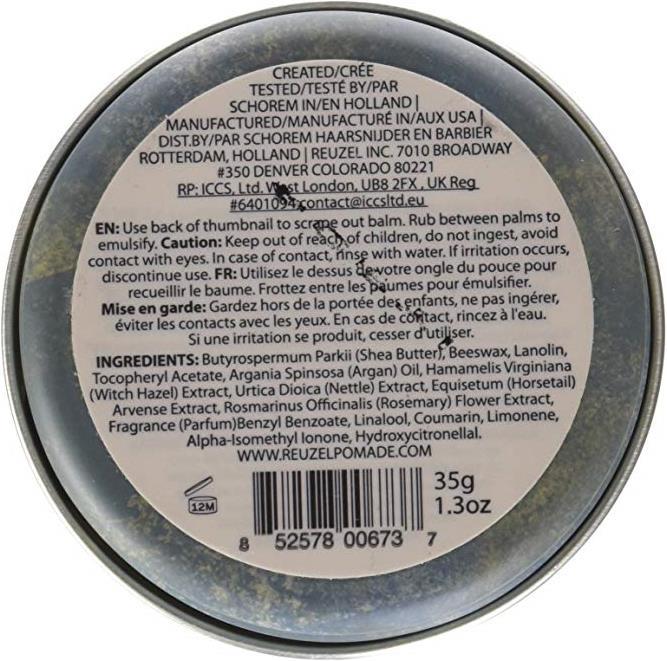 CREATED/CRÉE
TESTED/TESTÉ BY/PAR
SCHOREM IN/EN HOLLAND |
MANUFACTURED/MANUFACTURÉ IN/AUX USA |
DIST.BY/PAR SCHOREM HAARSNIJDER EN BARBIER
ROTTERDAM, HOLLAND | REUZEL INC. 7010 BROADWAY
#350 DENVER COLORADO 80221
RP: ICCS, Ltd. West London, UB8 2FX , UK Reg
#6401094 contact@iccsltd.eu
EN: Use back of thumbnail to scrape out balm. Rub between palms to
emulsify. Caution: Keep out of reach of children, do not ingest, avoid
contact with eyes. In case of contact, rinse with water. If irritation occurs,
discontinue use. FR: Utilisez le dessus de votre ongle du pouce pour
recueillir le baume. Frottez entre les paumes pour émulsifier.
Mise en garde: Gardez hors de la portée des enfants, ne pas ingérer,
éviter les contacts avec les yeux. En cas de contact, rincez à l'eau.
Si une irritation se produit, cesser d'utiliser.
INGREDIENTS: Butyrospermum Parkii (Shea Butter), Beeswax, Lanolin,
Tocopheryl Acetate, Argania Spinsosa (Argan) Oil, Hamamelis Virginiana
(Witch Hazel) Extract, Urtica Dioica (Nettle) Extract, Equisetum (Horsetail)
Arvense Extract, Rosmarinus Officinalis (Rosemary) Flower Extract,
Fragrance (Parfum)Benzyl Benzoate, Linalool, Coumarin, Limonene,
Alpha-Isomethyl Ionone, Hydroxycitronellal.
WWW.REUZELPOMADE.COM
12M
35g
1.3oz
8 52578 00673 7